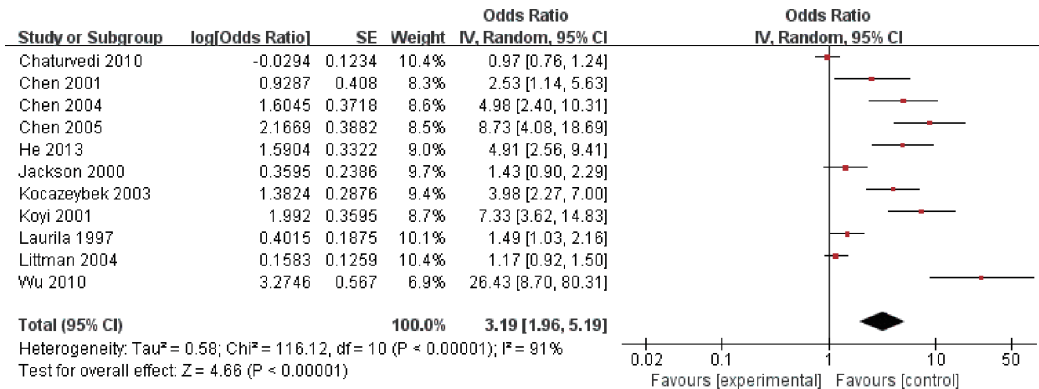 Odds Ratio Odds Ratio
Study or Subgroup log[Odds Ratio] SE Weight IV, Random, 95% CI IV, Random, 95% CI
Chaturvedi 2010 -0.0294 0.1234 10.4% 0.97 [0.76, 1.24]
Chen 2001 0.9287 0.408 8.3% 2.53 [1.14, 5.63]
Chen 2004 1.6045 0.3718 8.6% 4.98 [2.40, 10.31]
Chen 2005 2.1669 0.3882 8.5% 8.73 [4.08, 18.69]
He 2013 1.5904 0.3322 9.0% 4.91 [2.56, 9.41]
Jackson 2000 0.3595 0.2386 9.7% 1.43 [0.90, 2.29]
Kocazeybek 2003 1.3824 0.2876 9.4% 3.98 [2.27, 7.00]
Koyi 2001 1.992 0.3595 8.7% 7.33 [3.62, 14.83]
Laurila 1997 0.4015 0.1875 10.1% 1.49 [1.03, 2.16]
Littman 2004 0.1583 0.1259 10.4% 1.17 [0.92, 1.50]
Wu 2010 3.2746 0.567 6.9% 26.43 [8.70, 80.31]
Total (95% CI) 100.0% 3.19 [1.96, 5.19]
Heterogeneity: Tau² = 0.58; Chi² = 116.12, df = 10 (P < 0.00001); I² = 91%
Test for overall effect: Z = 4.66 (P < 0.00001)
0.02 0.1 1 10 50
Favours [experimental] Favours [control]